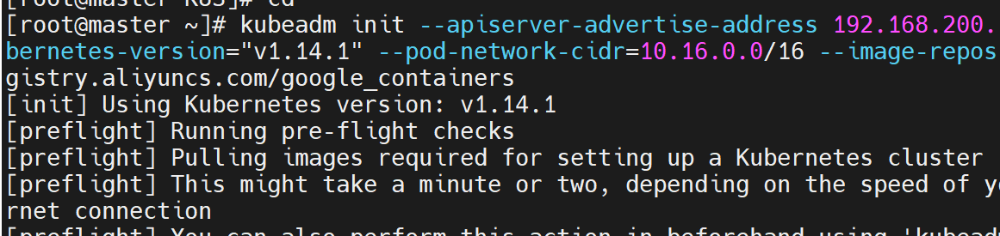 [root@master K8S]# cd
[root@master ~]# kubeadm init --apiserver-advertise-address 192.168.200.
bernetes-version="v1.14.1" --pod-network-cidr=10.16.0.0/16 --image-repos
gistry.aliyuncs.com/google_containers
[init] Using Kubernetes version: v1.14.1
[preflight] Running pre-flight checks
[preflight] Pulling images required for setting up a Kubernetes cluster
[preflight] This might take a minute or two, depending on the speed of yo
rnet connection
[preflight] You can also perform this action in beforehand using 'kubead